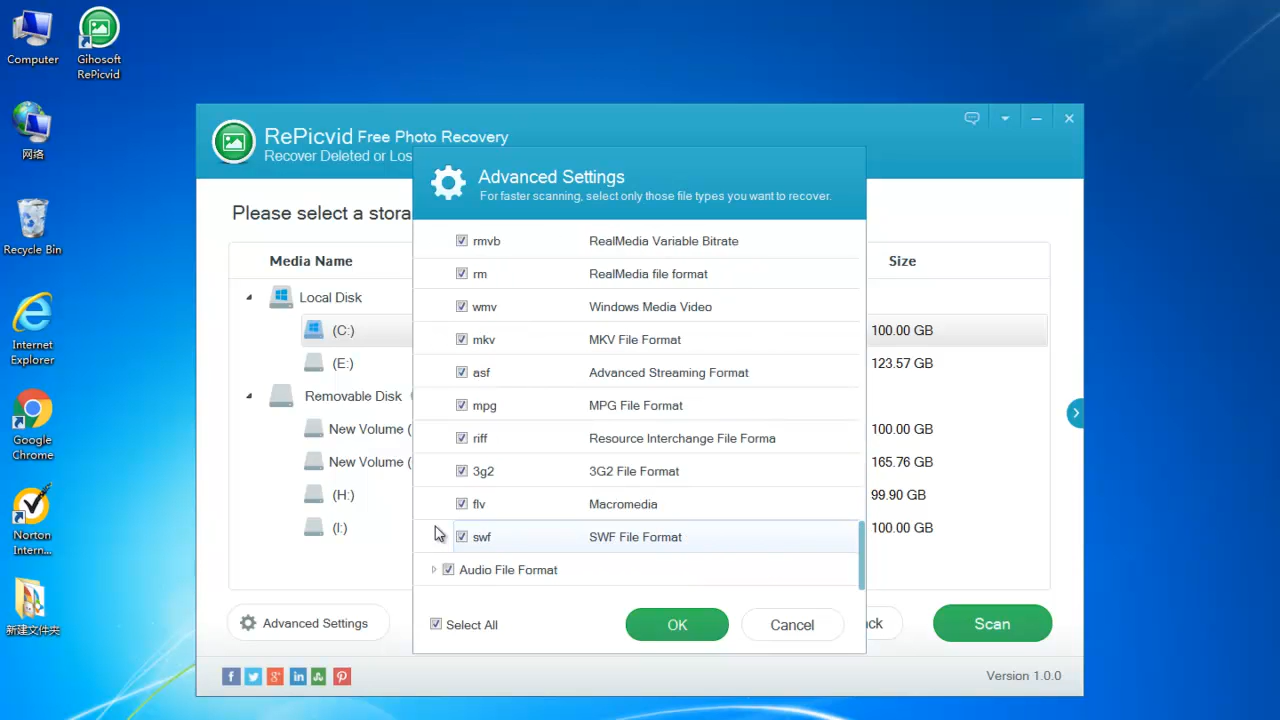 Computer
Gihosoft
RePicvid
网络
Recycle Bin
Internet
Explorer
Google
Chrome
Norton
Intern...
新建文件夹
RePicvid Free Photo Recovery
Recover Deleted or Los
Please select a stora
Media Name
Size
Local Disk
(C:)
100.00 GB
(E:)
123.57 GB
Removable Disk
New Volume (
100.00 GB
New Volume (
165.76 GB
(H:)
99.90 GB
(I:)
100.00 GB
Advanced Settings
For faster scanning, select only those file types you want to recover.
rmvb RealMedia Variable Bitrate
rm RealMedia file format
wmv Windows Media Video
mkv MKV File Format
asf Advanced Streaming Format
mpg MPG File Format
riff Resource Interchange File Forma
3g2 3G2 File Format
flv Macromedia
swf SWF File Format
Audio File Format
Select All
OK
Cancel
Advanced Settings
ck
Scan
f
g+
in
Version 1.0.0